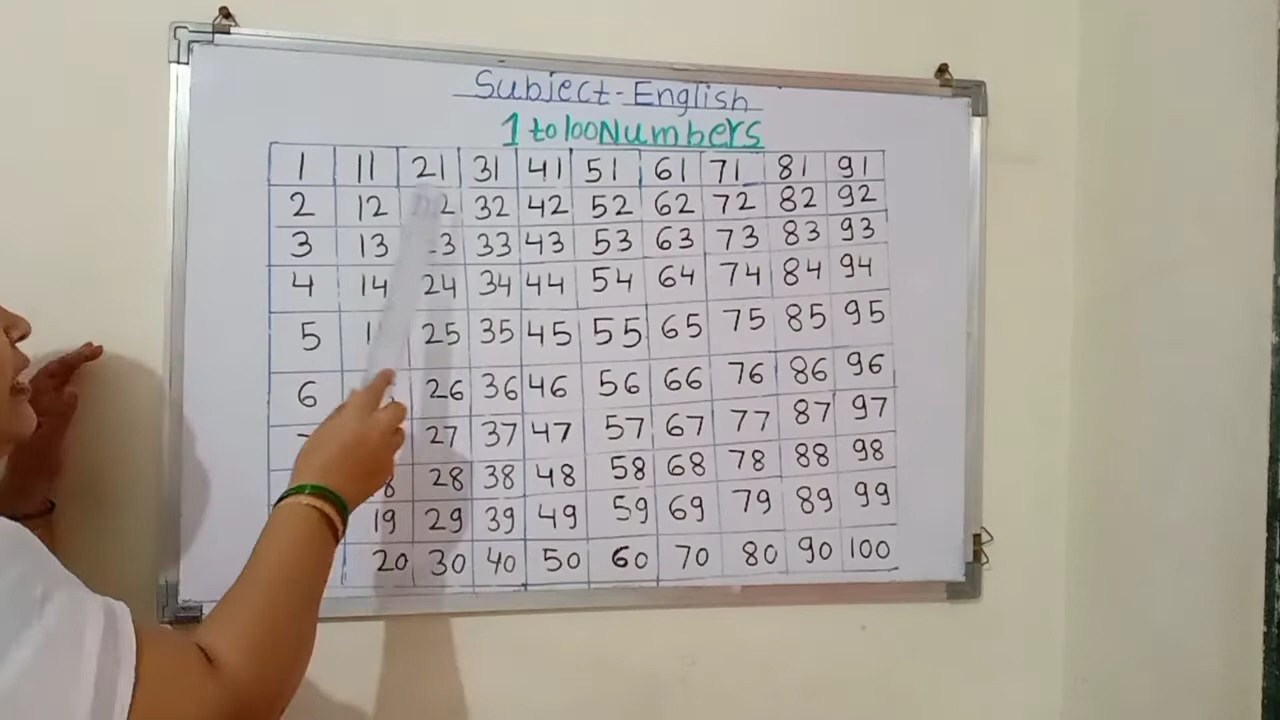 Subject-English
1 to 100 Numbers
1 11 21 31 41 51 61 71 81 91
2 12 32 42 52 62 72 82 92
3 13 33 43 53 63 73 83 93
4 14 24 34 44 54 64 74 84 94
5 25 35 45 55 65 75 85 95
6 26 36 46 56 66 76 86 96
27 37 47 57 67 77 87 97
28 38 48 58 68 78 88 98
19 29 39 49 59 69 79 89 99
20 30 40 50 60 70 80 90 100